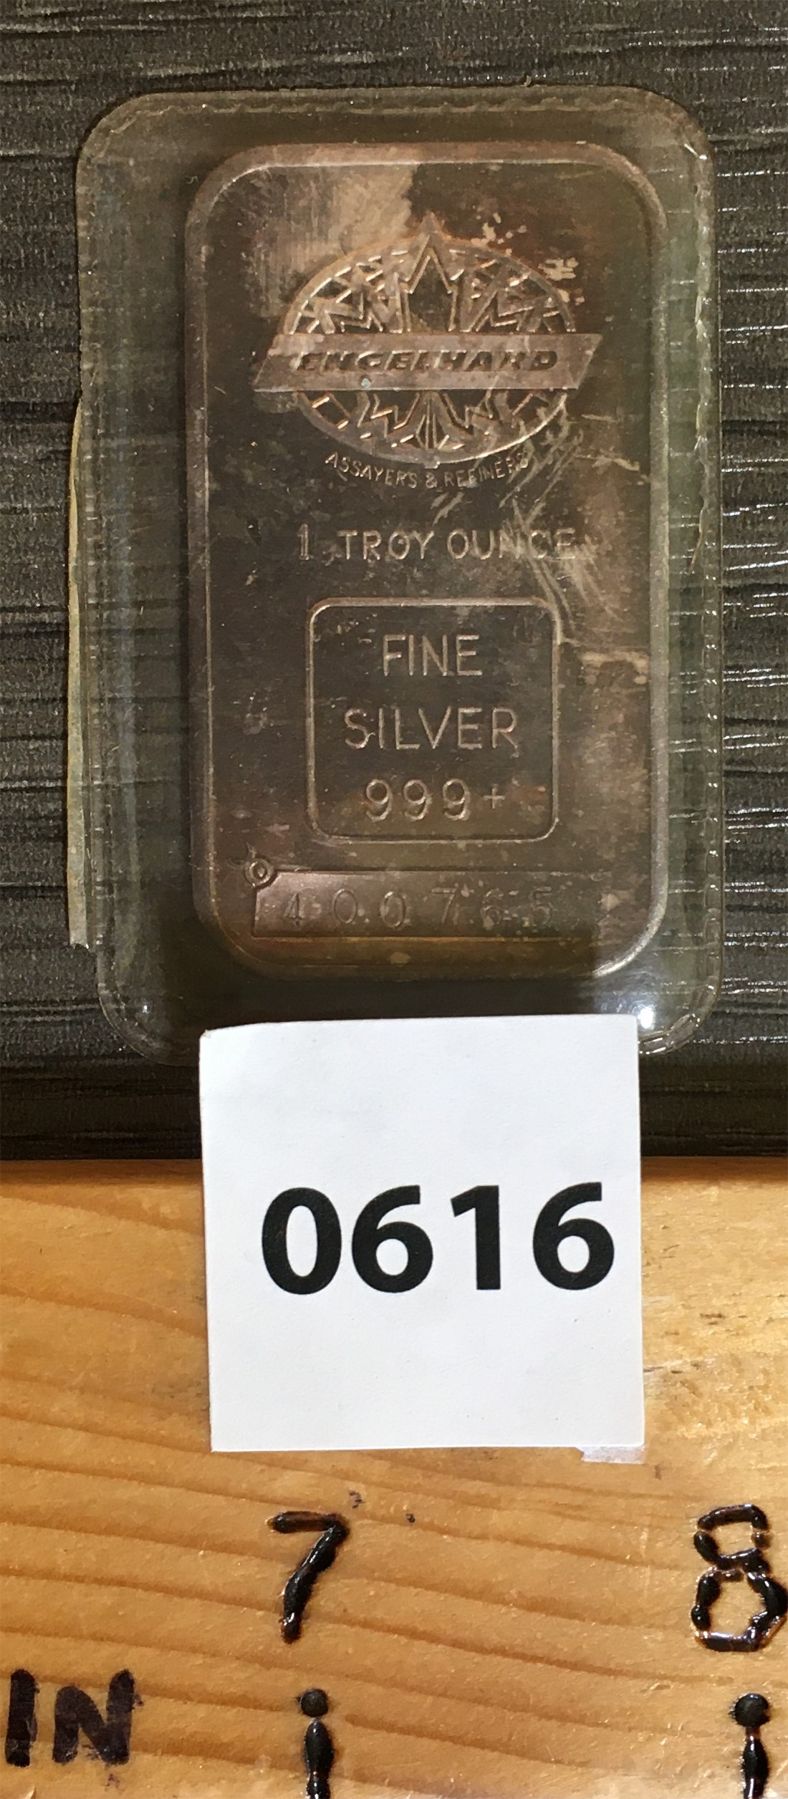 ENGELHARD
ASSAYERS & REFINERS
1 TROY OUNCE
FINE
SILVER
999+
400765
0616
7 8
IN